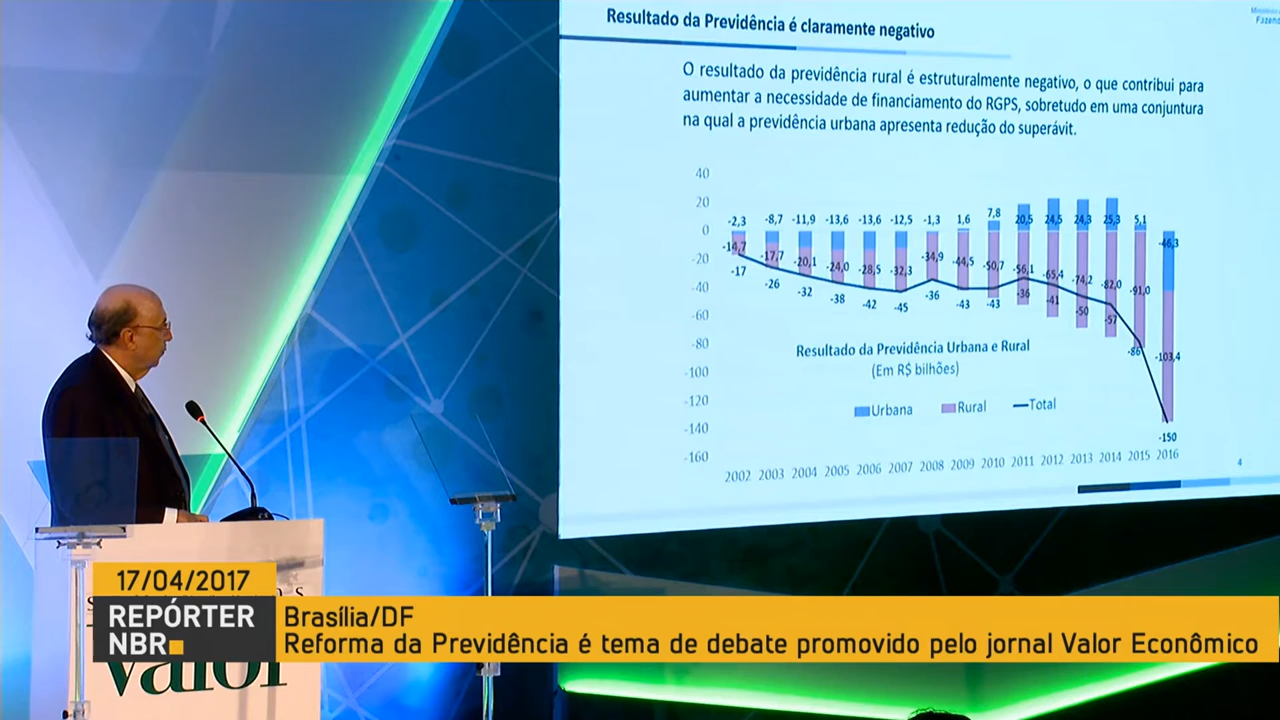 Resultado da Previdência é claramente negativo
O resultado da previdência rural é estruturalmente negativo, o que contribui para
aumentar a necessidade de financiamento do RGPS, sobretudo em uma conjuntura
na qual a previdência urbana apresenta redução do superávit.
40
20
0
-20
-40
-60
-80
-100
-120
-140
-160
-2,3 -8,7 -11,9 -13,6 -13,6 -12,5 -1,3 1,6 7,8 20,5 24,5 24,3 25,3 5,1 -46,3
-14,7 -17,7 -20,1 -24,0 -28,5 -32,3 -34,9 -44,5 -50,7 -56,1 -65,4 -74,2 -82,0 -91,0 -103,4
-17 -26 -32 -38 -42 -45 -36 -43 -43 -36 -41 -50 -57 -86 -150
Resultado da Previdência Urbana e Rural
(Em R$ bilhões)
Urbana Rural Total
2002 2003 2004 2005 2006 2007 2008 2009 2010 2011 2012 2013 2014 2015 2016
4
17/04/2017
REPÓRTER
NBR
Brasília/DF
Reforma da Previdência é tema de debate promovido pelo jornal Valor Econômico
Valor